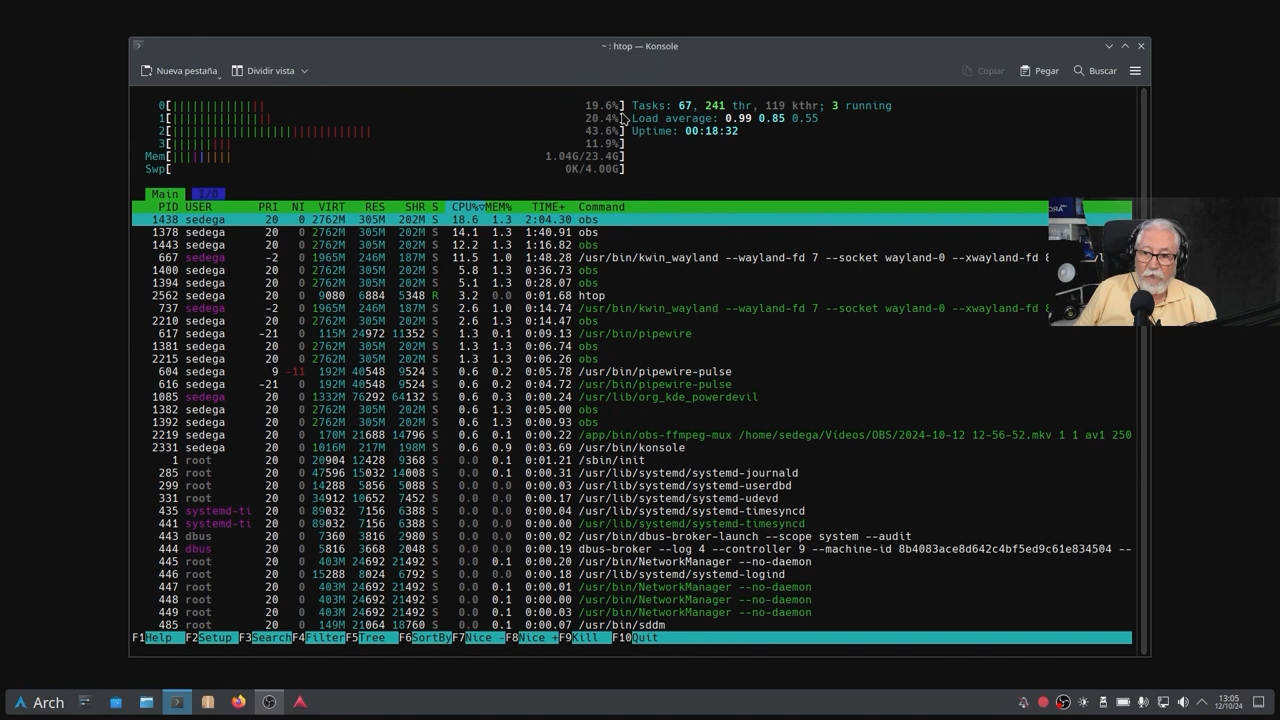 ~ : htop — Konsole
Nueva pestaña Dividir vista Copiar Pegar Buscar
0[ 19.6%] Tasks: 67, 241 thr, 119 kthr; 3 running
1[ 20.4%] Load average: 0.99 0.85 0.55
2[ 43.6%] Uptime: 00:18:32
3[ 11.9%]
Mem[ 1.04G/23.4G]
Swp[ 0K/4.00G]
Main I/O
PID USER PRI NI VIRT RES SHR S CPU%▽MEM% TIME+ Command
1438 sedega 20 0 2762M 305M 202M S 18.6 1.3 2:04.30 obs
1378 sedega 20 0 2762M 305M 202M S 14.1 1.3 1:40.91 obs
1443 sedega 20 0 2762M 305M 202M S 12.2 1.3 1:16.82 obs
667 sedega -2 0 1965M 246M 187M S 11.5 1.0 1:48.28 /usr/bin/kwin_wayland --wayland-fd 7 --socket wayland-0 --xwayland-fd 8
1400 sedega 20 0 2762M 305M 202M S 5.8 1.3 0:36.73 obs
1394 sedega 20 0 2762M 305M 202M S 5.1 1.3 0:28.07 obs
2562 sedega 20 0 9080 6884 5348 R 3.2 0.0 0:01.68 htop
737 sedega -2 0 1965M 246M 187M S 2.6 1.0 0:14.74 /usr/bin/kwin_wayland --wayland-fd 7 --socket wayland-0 --xwayland-fd 8
2210 sedega 20 0 2762M 305M 202M S 2.6 1.3 0:14.47 obs
617 sedega -21 0 115M 24972 11352 S 1.3 0.1 0:09.13 /usr/bin/pipewire
1381 sedega 20 0 2762M 305M 202M S 1.3 1.3 0:06.74 obs
2215 sedega 20 0 2762M 305M 202M S 1.3 1.3 0:06.59 obs
604 sedega 9 -11 192M 40548 9524 S 0.6 0.2 0:05.78 /usr/bin/pipewire-pulse
616 sedega -21 0 192M 40548 9524 S 0.6 0.2 0:04.72 /usr/bin/pipewire-pulse
1085 sedega 20 0 1332M 76292 64132 S 0.6 0.3 0:00.24 /usr/lib/org_kde_powerdevil
1382 sedega 20 0 2762M 305M 202M S 0.6 1.3 0:05.00 obs
1392 sedega 20 0 2762M 305M 202M S 0.6 1.3 0:00.93 obs
2219 sedega 20 0 170M 21688 14796 S 0.6 0.1 0:00.22 /app/bin/obs-ffmpeg-mux /home/sedega/Vídeos/OBS/2024-10-12 12-56-52.mkv 1 1 av1 250
2331 sedega 20 0 1016M 217M 198M S 0.6 0.9 0:03.69 /usr/bin/konsole
1 root 20 0 20904 12428 9368 S 0.0 0.1 0:01.21 /sbin/init
285 root 20 0 47596 15032 14008 S 0.0 0.1 0:00.31 /usr/lib/systemd/systemd-journald
299 root 20 0 14288 5856 5088 S 0.0 0.0 0:00.03 /usr/lib/systemd/systemd-userdbd
331 root 20 0 34912 10652 7452 S 0.0 0.0 0:00.17 /usr/lib/systemd/systemd-udevd
435 systemd-ti 20 0 89032 7156 6388 S 0.0 0.0 0:00.04 /usr/lib/systemd/systemd-timesyncd
441 systemd-ti 20 0 89032 7156 6388 S 0.0 0.0 0:00.00 /usr/lib/systemd/systemd-timesyncd
443 dbus 20 0 7360 3816 2980 S 0.0 0.0 0:00.02 /usr/bin/dbus-broker-launch --scope system --audit
444 dbus 20 0 5816 3668 2048 S 0.0 0.0 0:00.19 dbus-broker --log 4 --controller 9 --machine-id 8b4083ace8d642c4bf5ed9c61e834504 --
445 root 20 0 403M 24692 21492 S 0.0 0.1 0:00.20 /usr/bin/NetworkManager --no-daemon
446 root 20 0 15288 8024 6792 S 0.0 0.0 0:00.18 /usr/lib/systemd/systemd-logind
447 root 20 0 403M 24692 21492 S 0.0 0.1 0:00.01 /usr/bin/NetworkManager --no-daemon
448 root 20 0 403M 24692 21492 S 0.0 0.1 0:00.00 /usr/bin/NetworkManager --no-daemon
449 root 20 0 403M 24692 21492 S 0.0 0.1 0:00.03 /usr/bin/NetworkManager --no-daemon
485 root 20 0 149M 21064 18760 S 0.0 0.1 0:00.07 /usr/bin/sddm
F1Help F2Setup F3SearchF4FilterF5Tree F6SortByF7Nice -F8Nice +F9Kill F10Quit
Arch
13:05
12/10/24